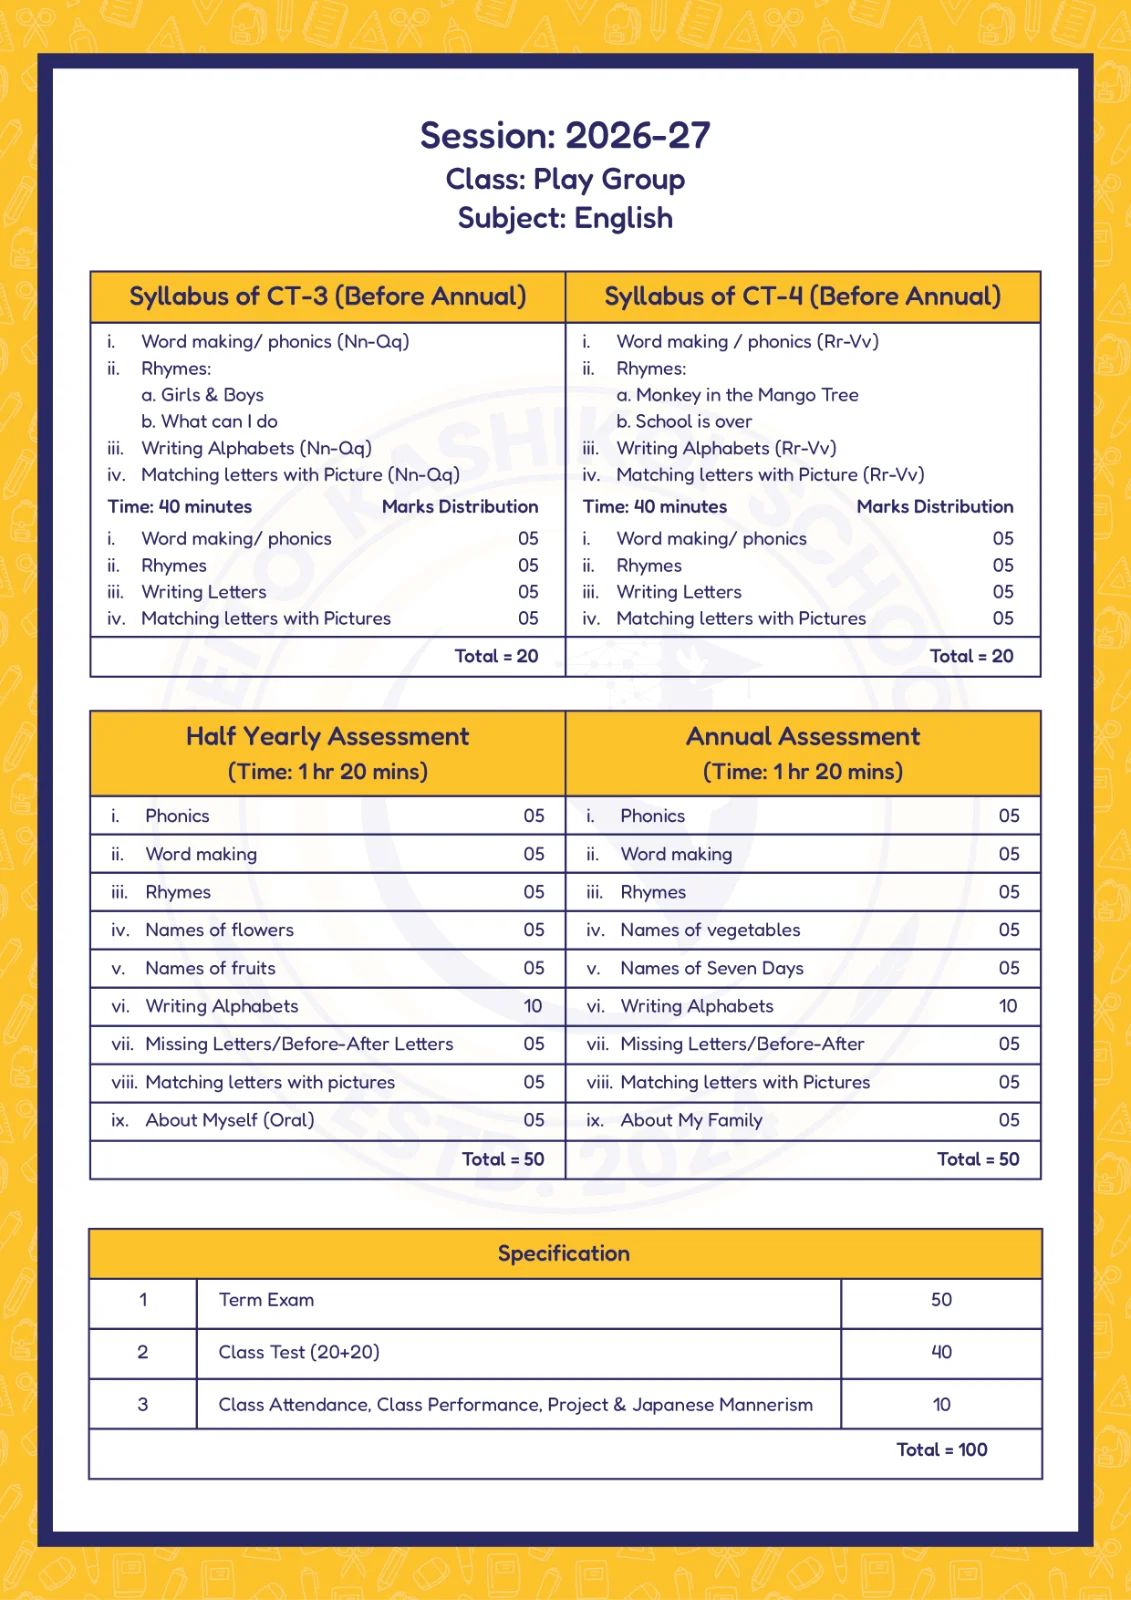 Session: 2026-27
Class: Play Group
Subject: English
Syllabus of CT-3 (Before Annual)
i. Word making/ phonics (Nn-Qq)
ii. Rhymes:
a. Girls & Boys
b. What can I do
iii. Writing Alphabets (Nn-Qq)
iv. Matching letters with Picture (Nn-Qq)
Time: 40 minutes Marks Distribution
i. Word making/ phonics 05
ii. Rhymes 05
iii. Writing Letters 05
iv. Matching letters with Pictures 05
Total = 20
Syllabus of CT-4 (Before Annual)
i. Word making / phonics (Rr-Vv)
ii. Rhymes:
a. Monkey in the Mango Tree
b. School is over
iii. Writing Alphabets (Rr-Vv)
iv. Matching letters with Picture (Rr-Vv)
Time: 40 minutes Marks Distribution
i. Word making/ phonics 05
ii. Rhymes 05
iii. Writing Letters 05
iv. Matching letters with Pictures 05
Total = 20
Half Yearly Assessment
(Time: 1 hr 20 mins)
i. Phonics 05
ii. Word making 05
iii. Rhymes 05
iv. Names of flowers 05
v. Names of fruits 05
vi. Writing Alphabets 10
vii. Missing Letters/Before-After Letters 05
viii. Matching letters with pictures 05
ix. About Myself (Oral) 05
Total = 50
Annual Assessment
(Time: 1 hr 20 mins)
i. Phonics 05
ii. Word making 05
iii. Rhymes 05
iv. Names of vegetables 05
v. Names of Seven Days 05
vi. Writing Alphabets 10
vii. Missing Letters/Before-After 05
viii. Matching letters with Pictures 05
ix. About My Family 05
Total = 50
Specification
1 Term Exam 50
2 Class Test (20+20) 40
3 Class Attendance, Class Performance, Project & Japanese Mannerism 10
Total = 100
KASHIKOI SCHOOL
ESTD. 2024